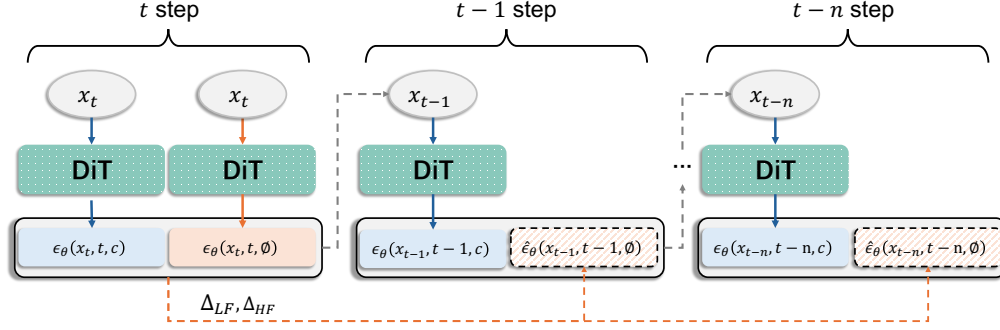 t step
t − 1 step
t − n step
x_t
x_t
x_{t−1}
x_{t−n}
DiT
DiT
DiT
...
DiT
ϵ_θ(x_t, t, c)
ϵ_θ(x_t, t, ∅)
ϵ_θ(x_{t−1}, t − 1, c)
ϵ̂_θ(x_{t−1}, t − 1, ∅)
ϵ_θ(x_{t−n}, t − n, c)
ϵ̂_θ(x_{t−n}, t − n, ∅)
Δ_{LF}, Δ_{HF}